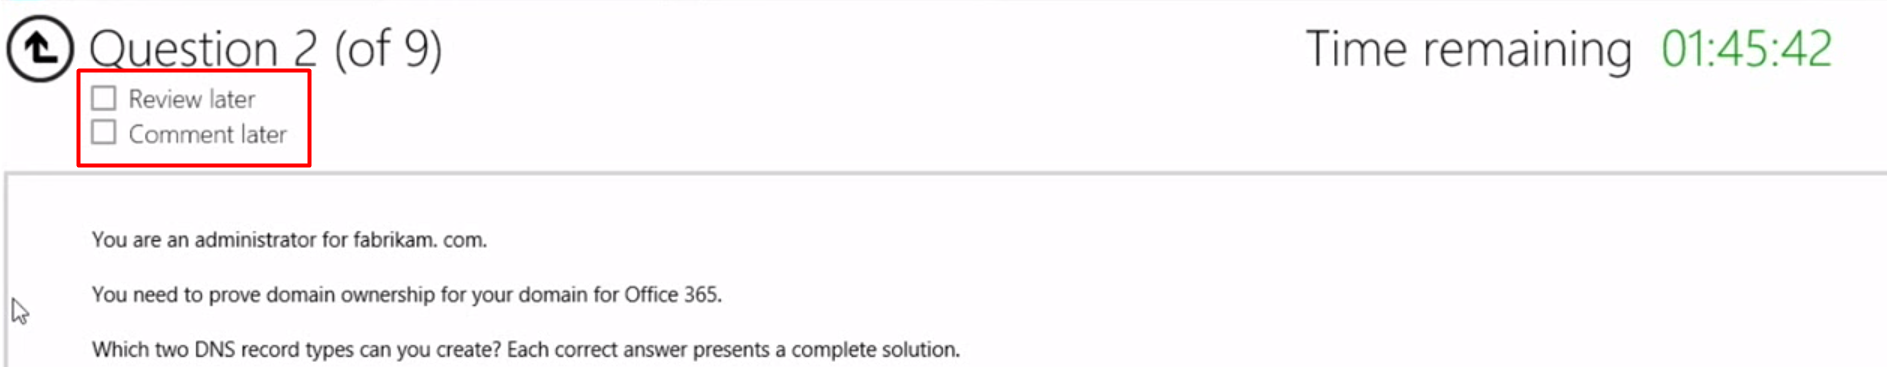 Question 2 (of 9)
Time remaining 01:45:42
Review later
Comment later
You are an administrator for fabrikam. com.
You need to prove domain ownership for your domain for Office 365.
Which two DNS record types can you create? Each correct answer presents a complete solution.